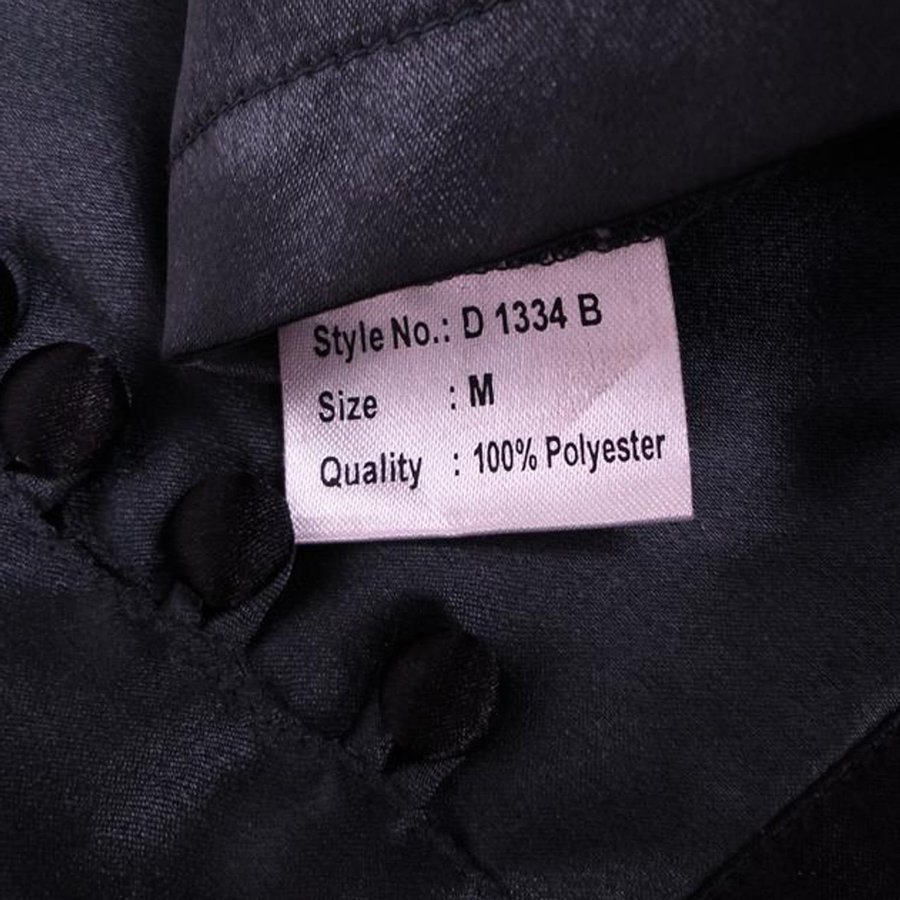 Style No.: D 1334 B
Size : M
Quality : 100% Polyester